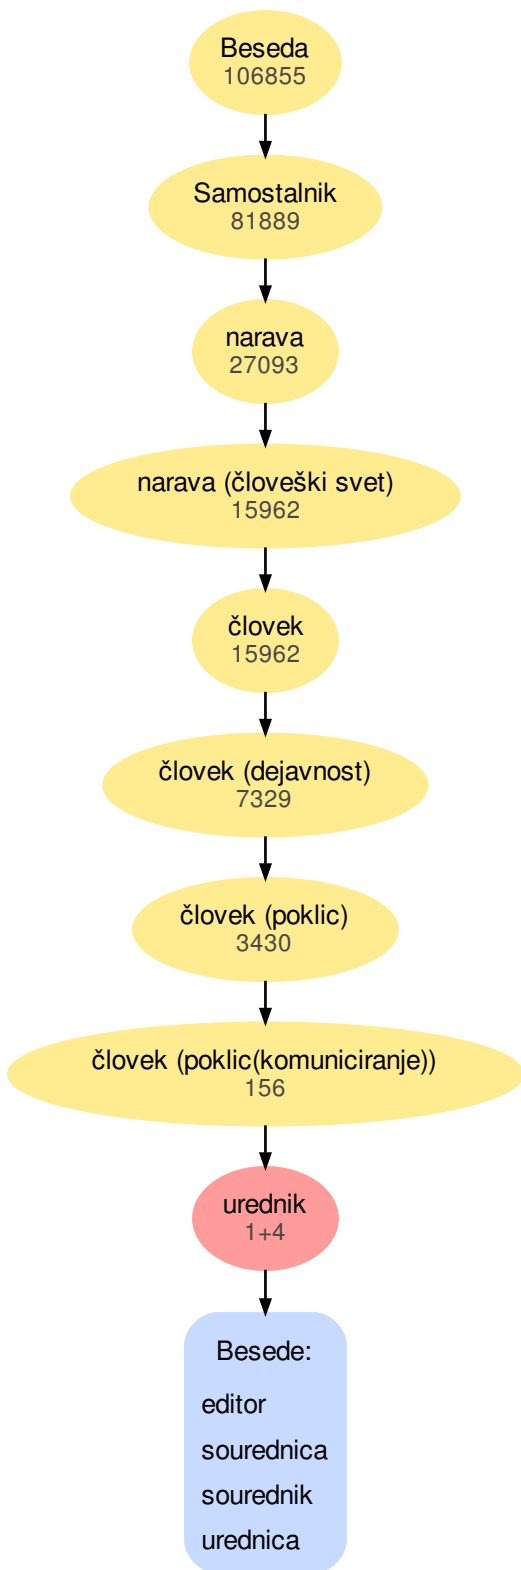 Beseda
106855
Samostalnik
81889
narava
27093
narava (človeški svet)
15962
človek
15962
človek (dejavnost)
7329
človek (poklic)
3430
človek (poklic(komuniciranje))
156
urednik
1+4
Besede:
editor
sourednica
sourednik
urednica